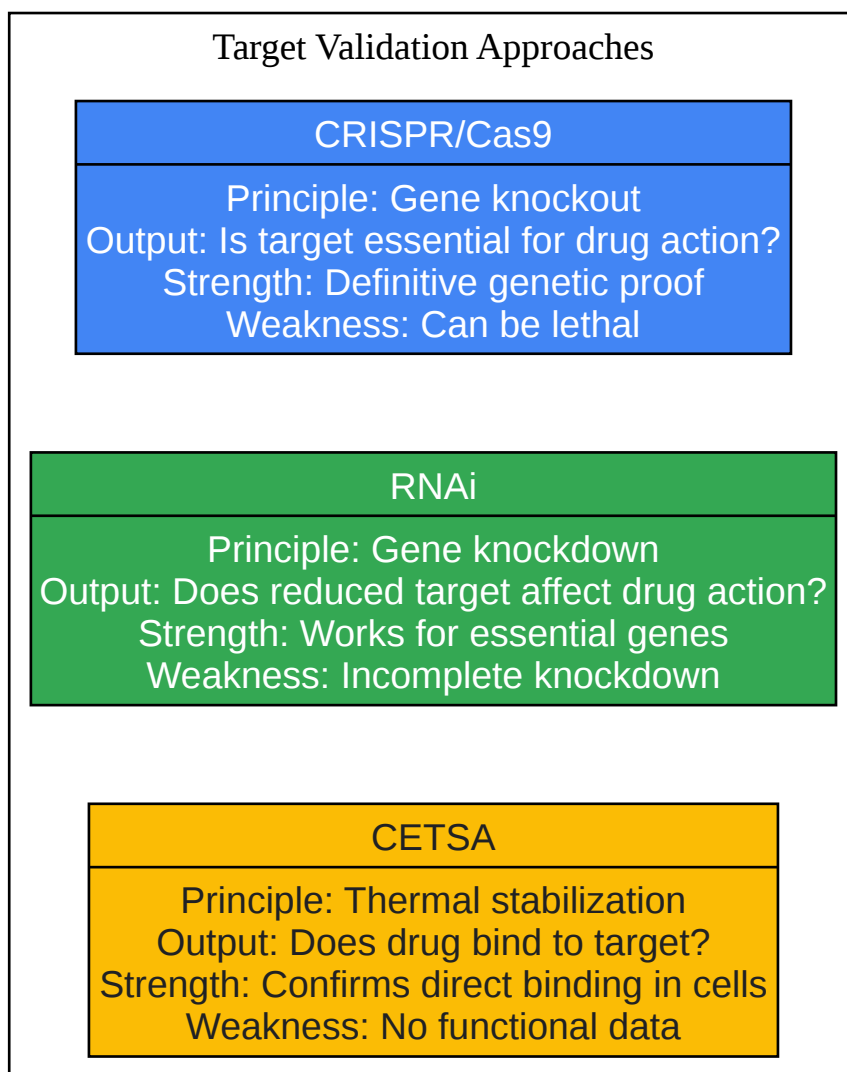 Target Validation Approaches
CRISPR/Cas9
Principle: Gene knockout
Output: Is target essential for drug action?
Strength: Definitive genetic proof
Weakness: Can be lethal
RNAi
Principle: Gene knockdown
Output: Does reduced target affect drug action?
Strength: Works for essential genes
Weakness: Incomplete knockdown
CETSA
Principle: Thermal stabilization
Output: Does drug bind to target?
Strength: Confirms direct binding in cells
Weakness: No functional data